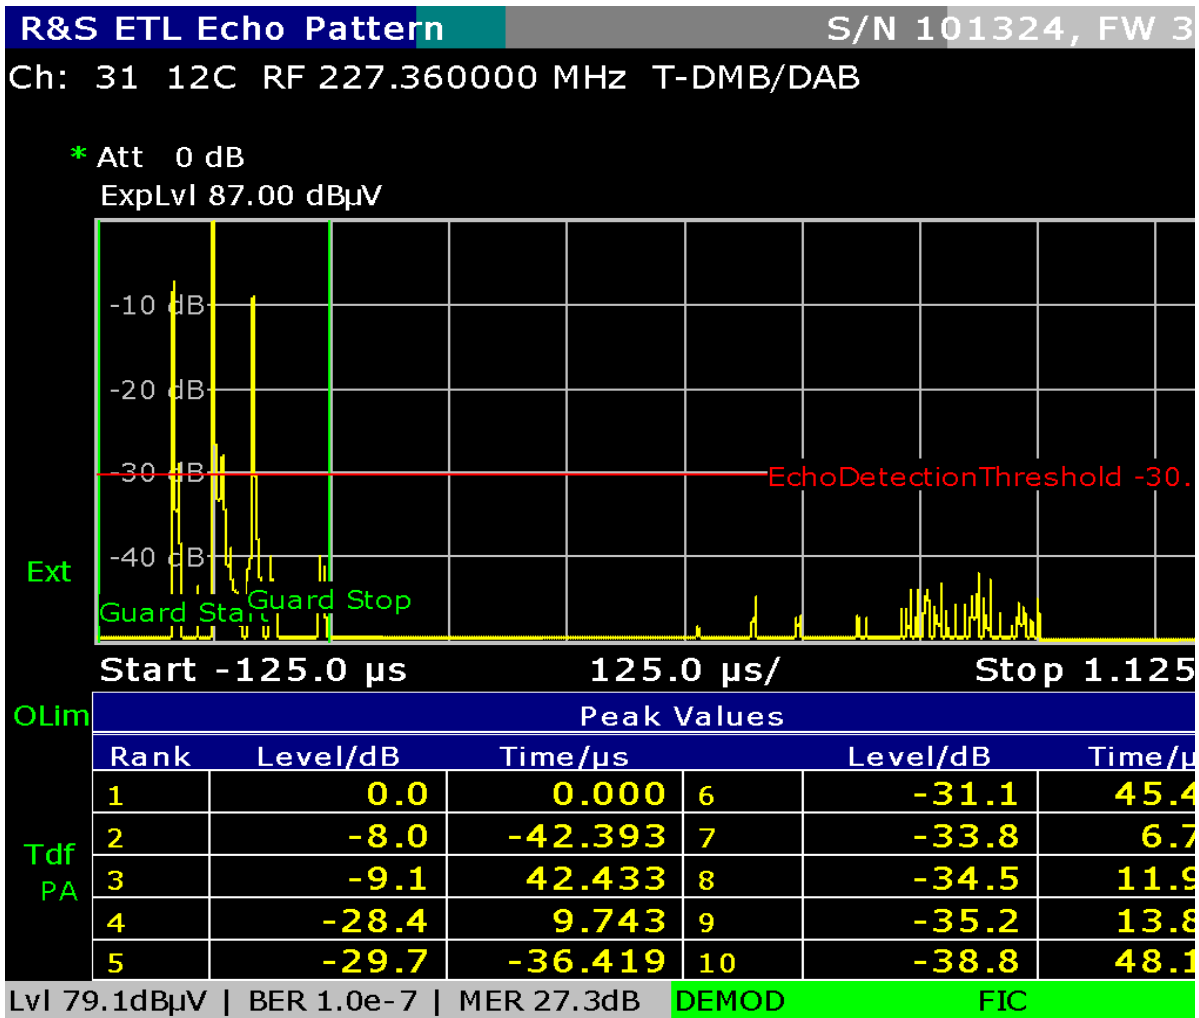 R&S ETL Echo Pattern S/N 101324, FW 3
Ch: 31 12C RF 227.360000 MHz T-DMB/DAB
* Att 0 dB
ExpLvl 87.00 dBµV
-10 dB
-20 dB
-30 dB
EchoDetectionThreshold -30.
-40 dB
Ext
Guard Start
Guard Stop
Start -125.0 µs 125.0 µs/ Stop 1.125
OLim
Peak Values
Rank Level/dB Time/µs Level/dB Time/µ
1 0.0 0.000 6 -31.1 45.4
2 -8.0 -42.393 7 -33.8 6.7
Tdf
3 -9.1 42.433 8 -34.5 11.9
PA
4 -28.4 9.743 9 -35.2 13.8
5 -29.7 -36.419 10 -38.8 48.1
Lvl 79.1dBµV | BER 1.0e-7 | MER 27.3dB DEMOD FIC